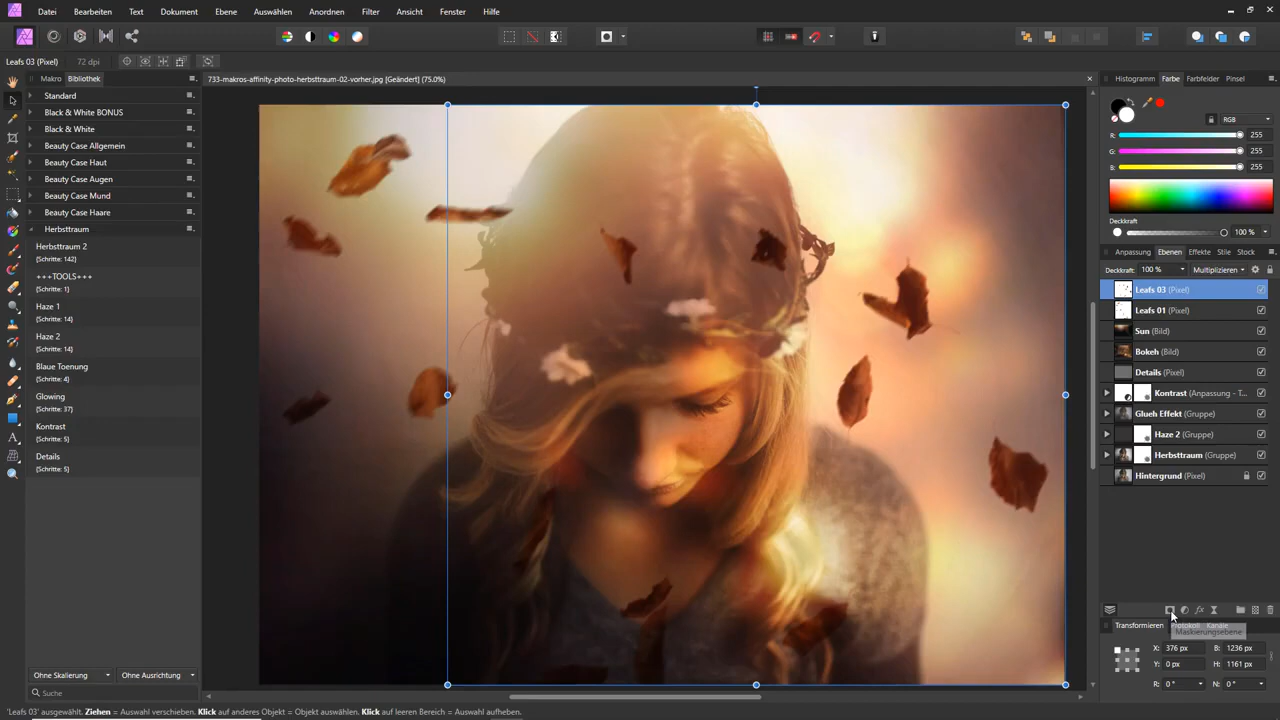 Datei Bearbeiten Text Dokument Ebene Auswählen Anordnen Filter Ansicht Fenster Hilfe
Leafs 03 (Pixel) 72 dpi
Makro Bibliothek
733-makros-affinity-photo-herbsttraum-02-vorher.jpg [Geändert] (75.0%)
Histogramm Farbe Farbfelder Pinsel
Standard
Black & White BONUS
Black & White
Beauty Case Allgemein
Beauty Case Haut
Beauty Case Augen
Beauty Case Mund
Beauty Case Haare
Herbsttraum
Herbsttraum 2
(Schritte: 142)
+++TOOLS+++
(Schritte: 1)
Haze 1
(Schritte: 14)
Haze 2
(Schritte: 14)
Blaue Toenung
(Schritte: 4)
Glowing
(Schritte: 37)
Kontrast
(Schritte: 5)
Details
(Schritte: 5)
Ohne Skalierung Ohne Ausrichtung
Suche
RGB
R: 255
G: 255
B: 255
Deckkraft
100 %
Anpassung Ebenen Effekte Stile Stock
Deckkraft: 100 % Multiplizieren
Leafs 03 (Pixel)
Leafs 01 (Pixel)
Sun (Bild)
Bokeh (Bild)
Details (Pixel)
Kontrast (Anpassung - T...
Glueh Effekt (Gruppe)
Haze 2 (Gruppe)
Herbsttraum (Gruppe)
Hintergrund (Pixel)
Transformieren Protokoll Kanäle
Maskierungsebene
X: 376 px B: 1236 px
Y: 0 px H: 1161 px
R: 0 ° N: 0 °
'Leafs 03' ausgewählt. Ziehen = Auswahl verschieben. Klick auf anderes Objekt = Objekt auswählen. Klick auf leeren Bereich = Auswahl aufheben.